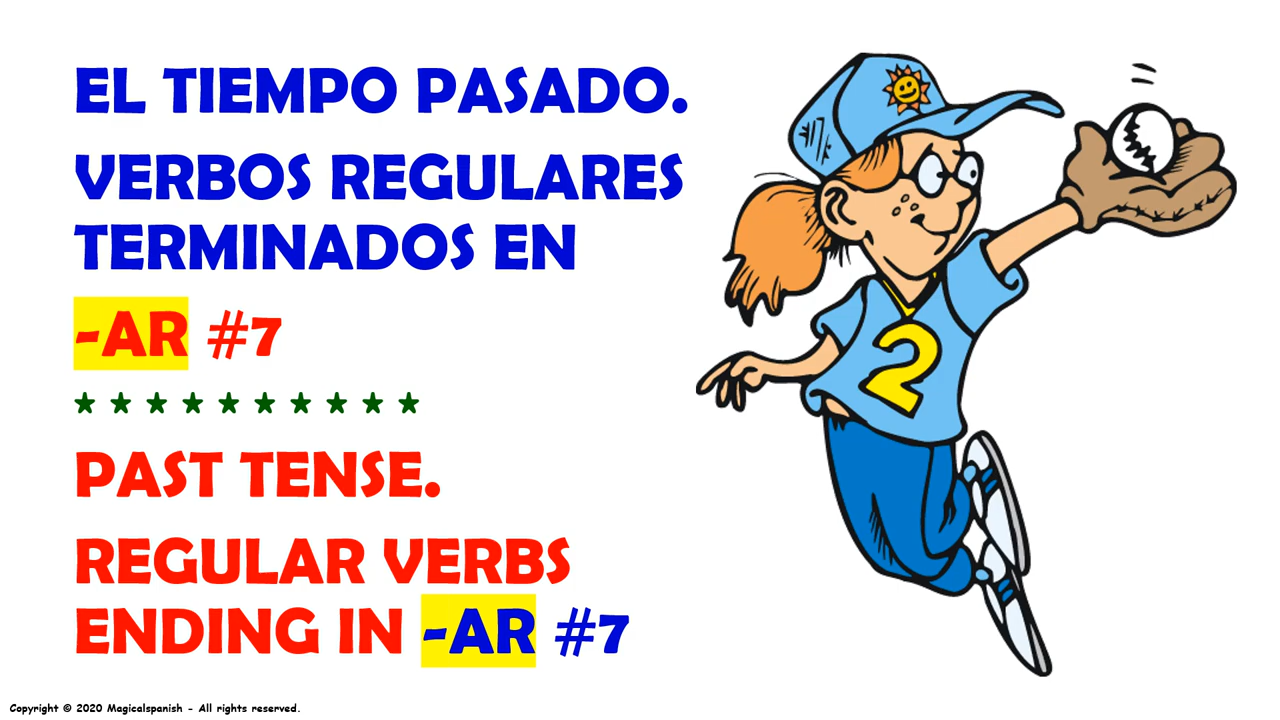 EL TIEMPO PASADO.
VERBOS REGULARES
TERMINADOS EN
-AR #7
* * * * * * * * * *
PAST TENSE.
REGULAR VERBS
ENDING IN -AR #7
2
Copyright © 2020 Magicalspanish - All rights reserved.